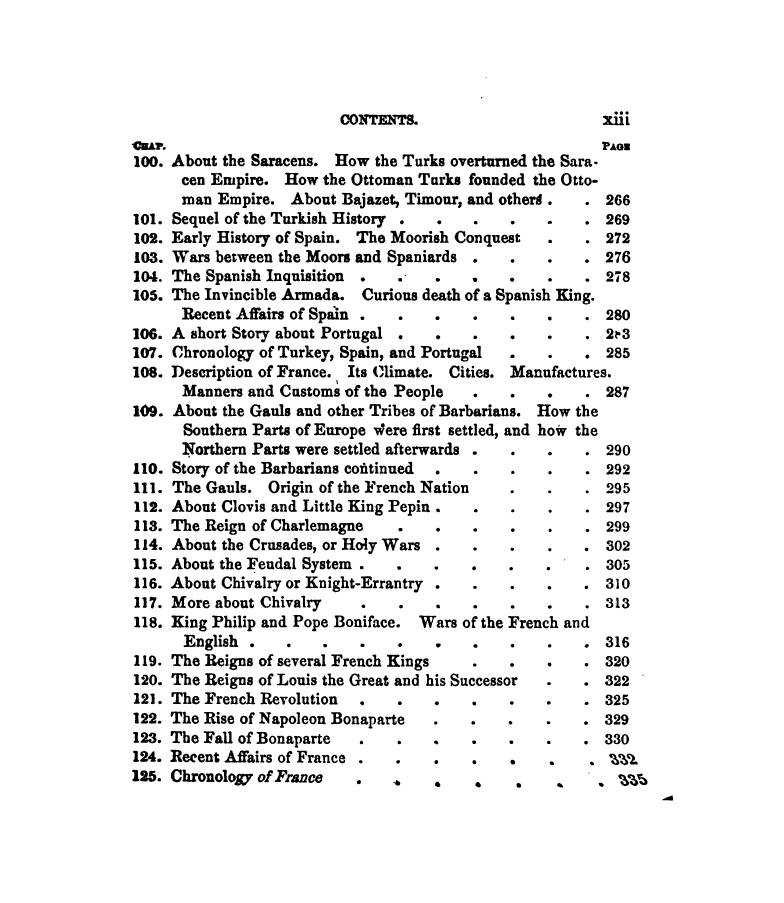 CONTENTS. xiii
CHAP. PAGE
100. About the Saracens. How the Turks overturned the Sara-
cen Empire. How the Ottoman Turks founded the Otto-
man Empire. About Bajazet, Timour, and others . . 266
101. Sequel of the Turkish History . . . . . . 269
102. Early History of Spain. The Moorish Conquest . . 272
103. Wars between the Moors and Spaniards . . . . 276
104. The Spanish Inquisition . . . . . . . 278
105. The Invincible Armada. Curious death of a Spanish King.
Recent Affairs of Spain . . . . . . . 280
106. A short Story about Portugal . . . . . . 283
107. Chronology of Turkey, Spain, and Portugal . . . 285
108. Description of France. Its Climate. Cities. Manufactures.
Manners and Customs of the People . . . . 287
109. About the Gauls and other Tribes of Barbarians. How the
Southern Parts of Europe were first settled, and how the
Northern Parts were settled afterwards . . . . 290
110. Story of the Barbarians continued . . . . . 292
111. The Gauls. Origin of the French Nation . . . 295
112. About Clovis and Little King Pepin . . . . . 297
113. The Reign of Charlemagne . . . . . . 299
114. About the Crusades, or Holy Wars . . . . . 302
115. About the Feudal System . . . . . . . 305
116. About Chivalry or Knight-Errantry . . . . . 310
117. More about Chivalry . . . . . . . 313
118. King Philip and Pope Boniface. Wars of the French and
English . . . . . . . . . . 316
119. The Reigns of several French Kings . . . . 320
120. The Reigns of Louis the Great and his Successor . . 322
121. The French Revolution . . . . . . . 325
122. The Rise of Napoleon Bonaparte . . . . . 329
123. The Fall of Bonaparte . . . . . . . 330
124. Recent Affairs of France . . . . . . . 332
125. Chronology of France . . . . . . . 335